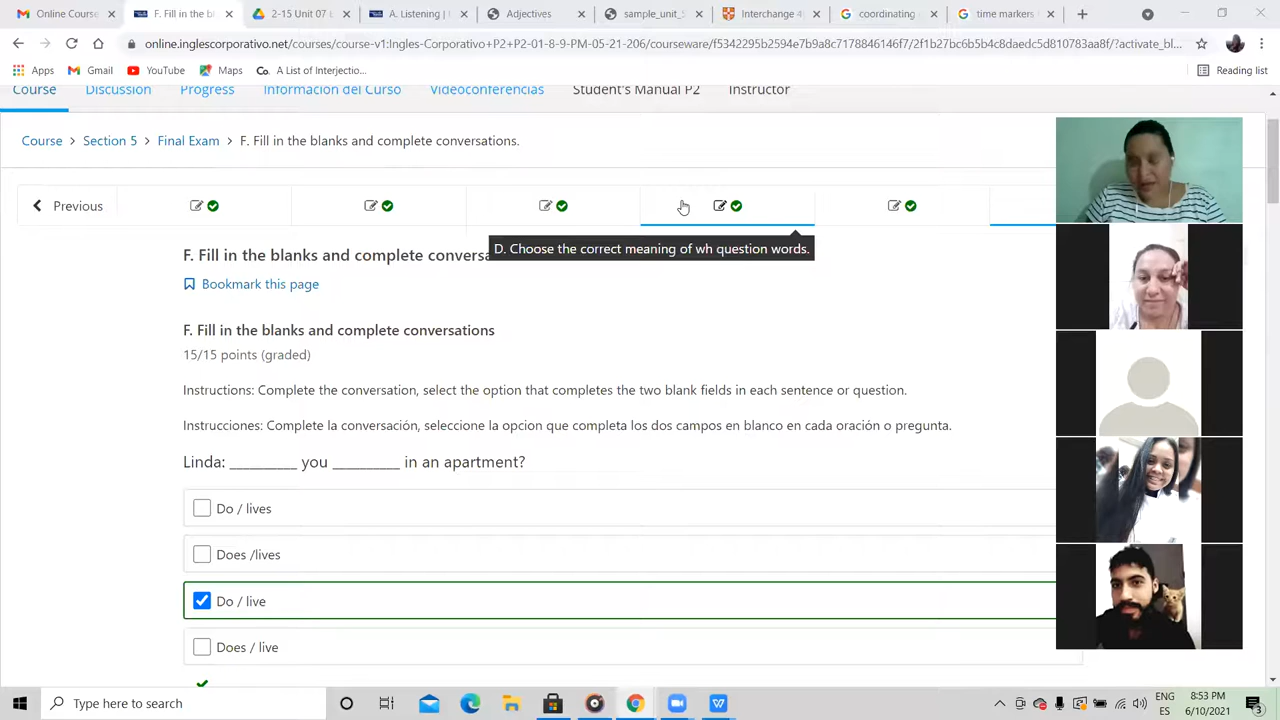 Online Course
F. Fill in the bla
2-15 Unit 07 L
A. Listening |
Adjectives
sample_unit_
Interchange 4
coordinating
time markers
online.inglescorporativo.net/courses/course-v1:Ingles-Corporativo+P2+P2-01-8-9-PM-05-21-206/courseware/f5342295b2594e7b9a8c7178846146f7/2f1b27bc6b5b4c8daedc5d810783aa8f/?activate_bl...
Apps
Gmail
YouTube
Maps
Co.
A List of Interjectio...
Reading list
Course
Discussion
Progress
Información del Curso
Videoconferencias
Student's Manual P2
Instructor
Course > Section 5 > Final Exam > F. Fill in the blanks and complete conversations.
Previous
D. Choose the correct meaning of wh question words.
F. Fill in the blanks and complete conversa
Bookmark this page
F. Fill in the blanks and complete conversations
15/15 points (graded)
Instructions: Complete the conversation, select the option that completes the two blank fields in each sentence or question.
Instrucciones: Complete la conversación, seleccione la opcion que completa los dos campos en blanco en cada oración o pregunta.
Linda: _________ you _________ in an apartment?
Do / lives
Does /lives
Do / live
Does / live
Type here to search
ENG
ES
8:53 PM
6/10/2021
3